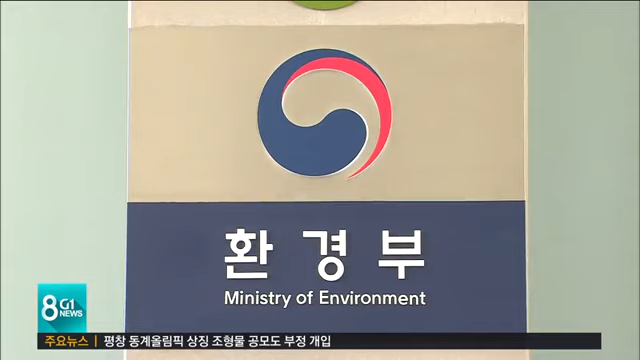 환경부
Ministry of Environment
8 G1 NEWS
주요뉴스 평창 동계올림픽 상징 조형물 공모도 부정 개입